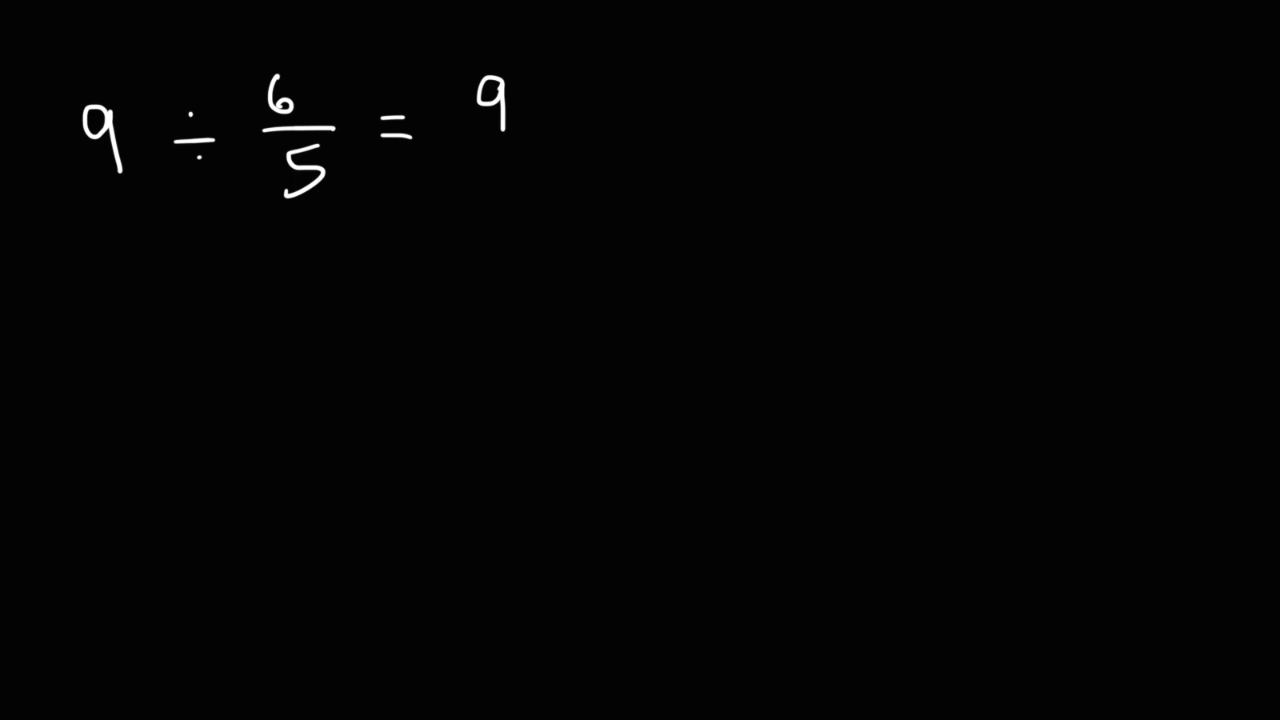 9 ÷ 6/5 = 9